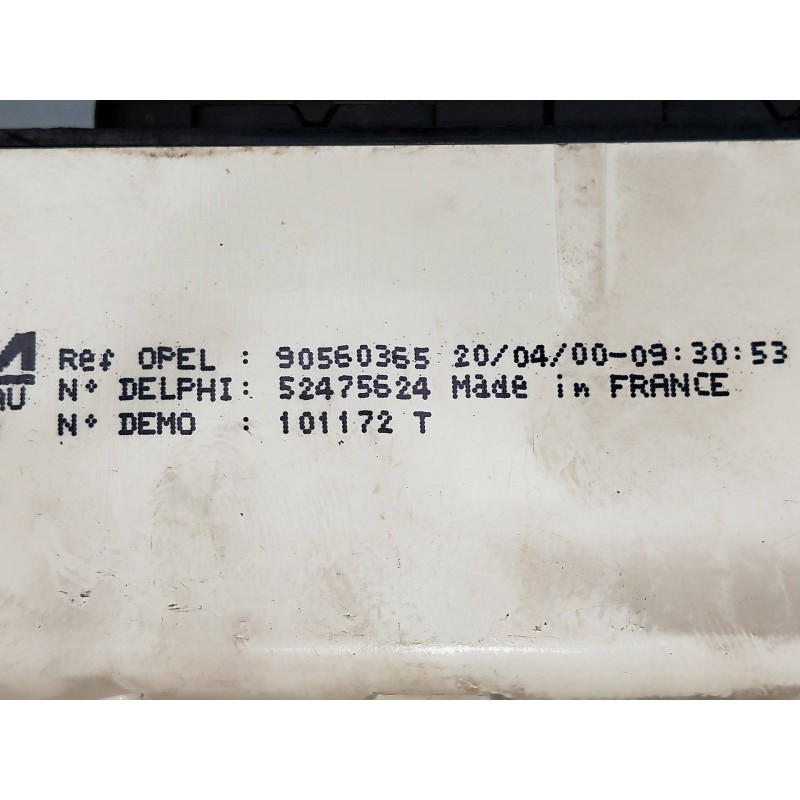 Ref OPEL : 90560365 20/04/00-09:30:53
N° DELPHI: 52475624 Made in FRANCE
N° DEMO : 101172 T